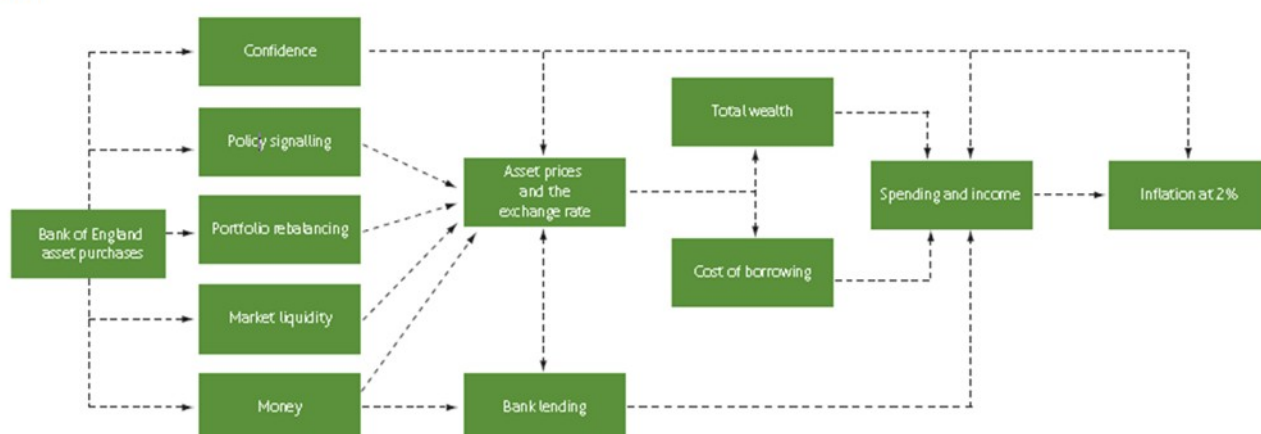 Confidence
Policy signalling
Portfolio rebalancing
Market liquidity
Money
Bank of England
asset purchases
Asset prices
and the
exchange rate
Bank lending
Total wealth
Cost of borrowing
Spending and income
Inflation at 2%